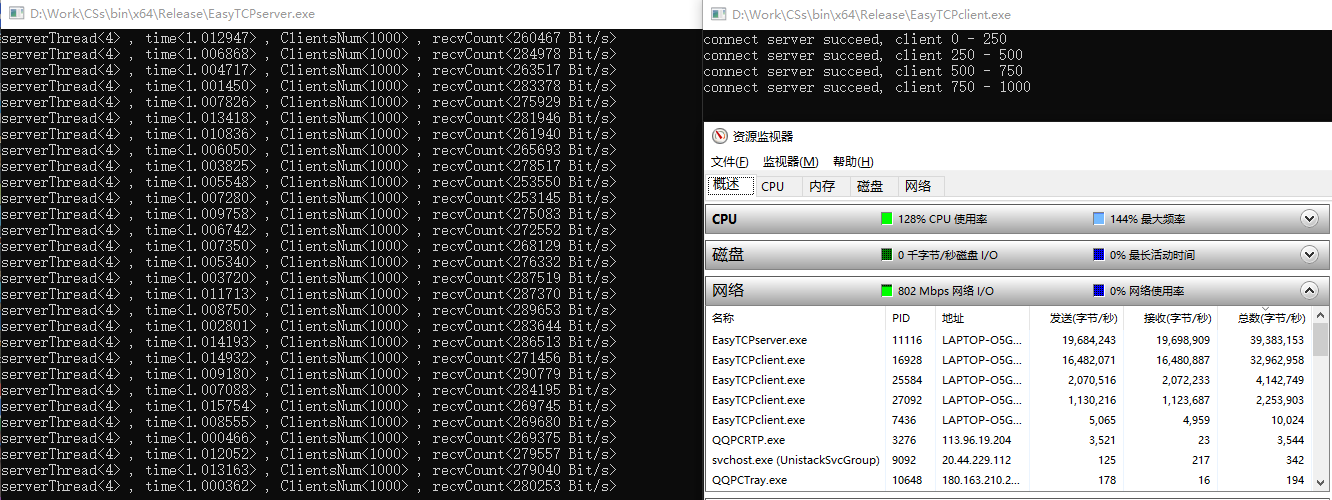 D:\Work\CSs\bin\x64\Release\EasyTCPserver.exe
serverThread<4> , time<1.012947> , ClientsNum<1000> , recvCount<260467 Bit/s>
serverThread<4> , time<1.006868> , ClientsNum<1000> , recvCount<284978 Bit/s>
serverThread<4> , time<1.004717> , ClientsNum<1000> , recvCount<263517 Bit/s>
serverThread<4> , time<1.001450> , ClientsNum<1000> , recvCount<283378 Bit/s>
serverThread<4> , time<1.007826> , ClientsNum<1000> , recvCount<275929 Bit/s>
serverThread<4> , time<1.013418> , ClientsNum<1000> , recvCount<281946 Bit/s>
serverThread<4> , time<1.010836> , ClientsNum<1000> , recvCount<261940 Bit/s>
serverThread<4> , time<1.006050> , ClientsNum<1000> , recvCount<265693 Bit/s>
serverThread<4> , time<1.003825> , ClientsNum<1000> , recvCount<278517 Bit/s>
serverThread<4> , time<1.005548> , ClientsNum<1000> , recvCount<253550 Bit/s>
serverThread<4> , time<1.007280> , ClientsNum<1000> , recvCount<253145 Bit/s>
serverThread<4> , time<1.009758> , ClientsNum<1000> , recvCount<275083 Bit/s>
serverThread<4> , time<1.006742> , ClientsNum<1000> , recvCount<272552 Bit/s>
serverThread<4> , time<1.007350> , ClientsNum<1000> , recvCount<268129 Bit/s>
serverThread<4> , time<1.005340> , ClientsNum<1000> , recvCount<276332 Bit/s>
serverThread<4> , time<1.003720> , ClientsNum<1000> , recvCount<287519 Bit/s>
serverThread<4> , time<1.011713> , ClientsNum<1000> , recvCount<287370 Bit/s>
serverThread<4> , time<1.008750> , ClientsNum<1000> , recvCount<289653 Bit/s>
serverThread<4> , time<1.002801> , ClientsNum<1000> , recvCount<283644 Bit/s>
serverThread<4> , time<1.014193> , ClientsNum<1000> , recvCount<286513 Bit/s>
serverThread<4> , time<1.014932> , ClientsNum<1000> , recvCount<271456 Bit/s>
serverThread<4> , time<1.009180> , ClientsNum<1000> , recvCount<290779 Bit/s>
serverThread<4> , time<1.007088> , ClientsNum<1000> , recvCount<284195 Bit/s>
serverThread<4> , time<1.015754> , ClientsNum<1000> , recvCount<269745 Bit/s>
serverThread<4> , time<1.008555> , ClientsNum<1000> , recvCount<269680 Bit/s>
serverThread<4> , time<1.000466> , ClientsNum<1000> , recvCount<269375 Bit/s>
serverThread<4> , time<1.012052> , ClientsNum<1000> , recvCount<279557 Bit/s>
serverThread<4> , time<1.013163> , ClientsNum<1000> , recvCount<279040 Bit/s>
serverThread<4> , time<1.000362> , ClientsNum<1000> , recvCount<280253 Bit/s>
D:\Work\CSs\bin\x64\Release\EasyTCPclient.exe
connect server succeed, client 0 - 250
connect server succeed, client 250 - 500
connect server succeed, client 500 - 750
connect server succeed, client 750 - 1000
资源监视器
文件(F) 监视器(M) 帮助(H)
概述 CPU 内存 磁盘 网络
CPU 128% CPU 使用率 144% 最大频率
磁盘 0 千字节/秒磁盘 I/O 0% 最长活动时间
网络 802 Mbps 网络 I/O 0% 网络使用率
名称 PID 地址 发送(字节/秒) 接收(字节/秒) 总数(字节/秒)
EasyTCPserver.exe 11116 LAPTOP-O5G... 19,684,243 19,698,909 39,383,153
EasyTCPclient.exe 16928 LAPTOP-O5G... 16,482,071 16,480,887 32,962,958
EasyTCPclient.exe 25584 LAPTOP-O5G... 2,070,516 2,072,233 4,142,749
EasyTCPclient.exe 27092 LAPTOP-O5G... 1,130,216 1,123,687 2,253,903
EasyTCPclient.exe 7436 LAPTOP-O5G... 5,065 4,959 10,024
QQPCRTP.exe 3276 113.96.19.204 3,521 23 3,544
svchost.exe (UnistackSvcGroup) 9092 20.44.229.112 125 217 342
QQPCTray.exe 10648 180.163.210.2... 178 16 194